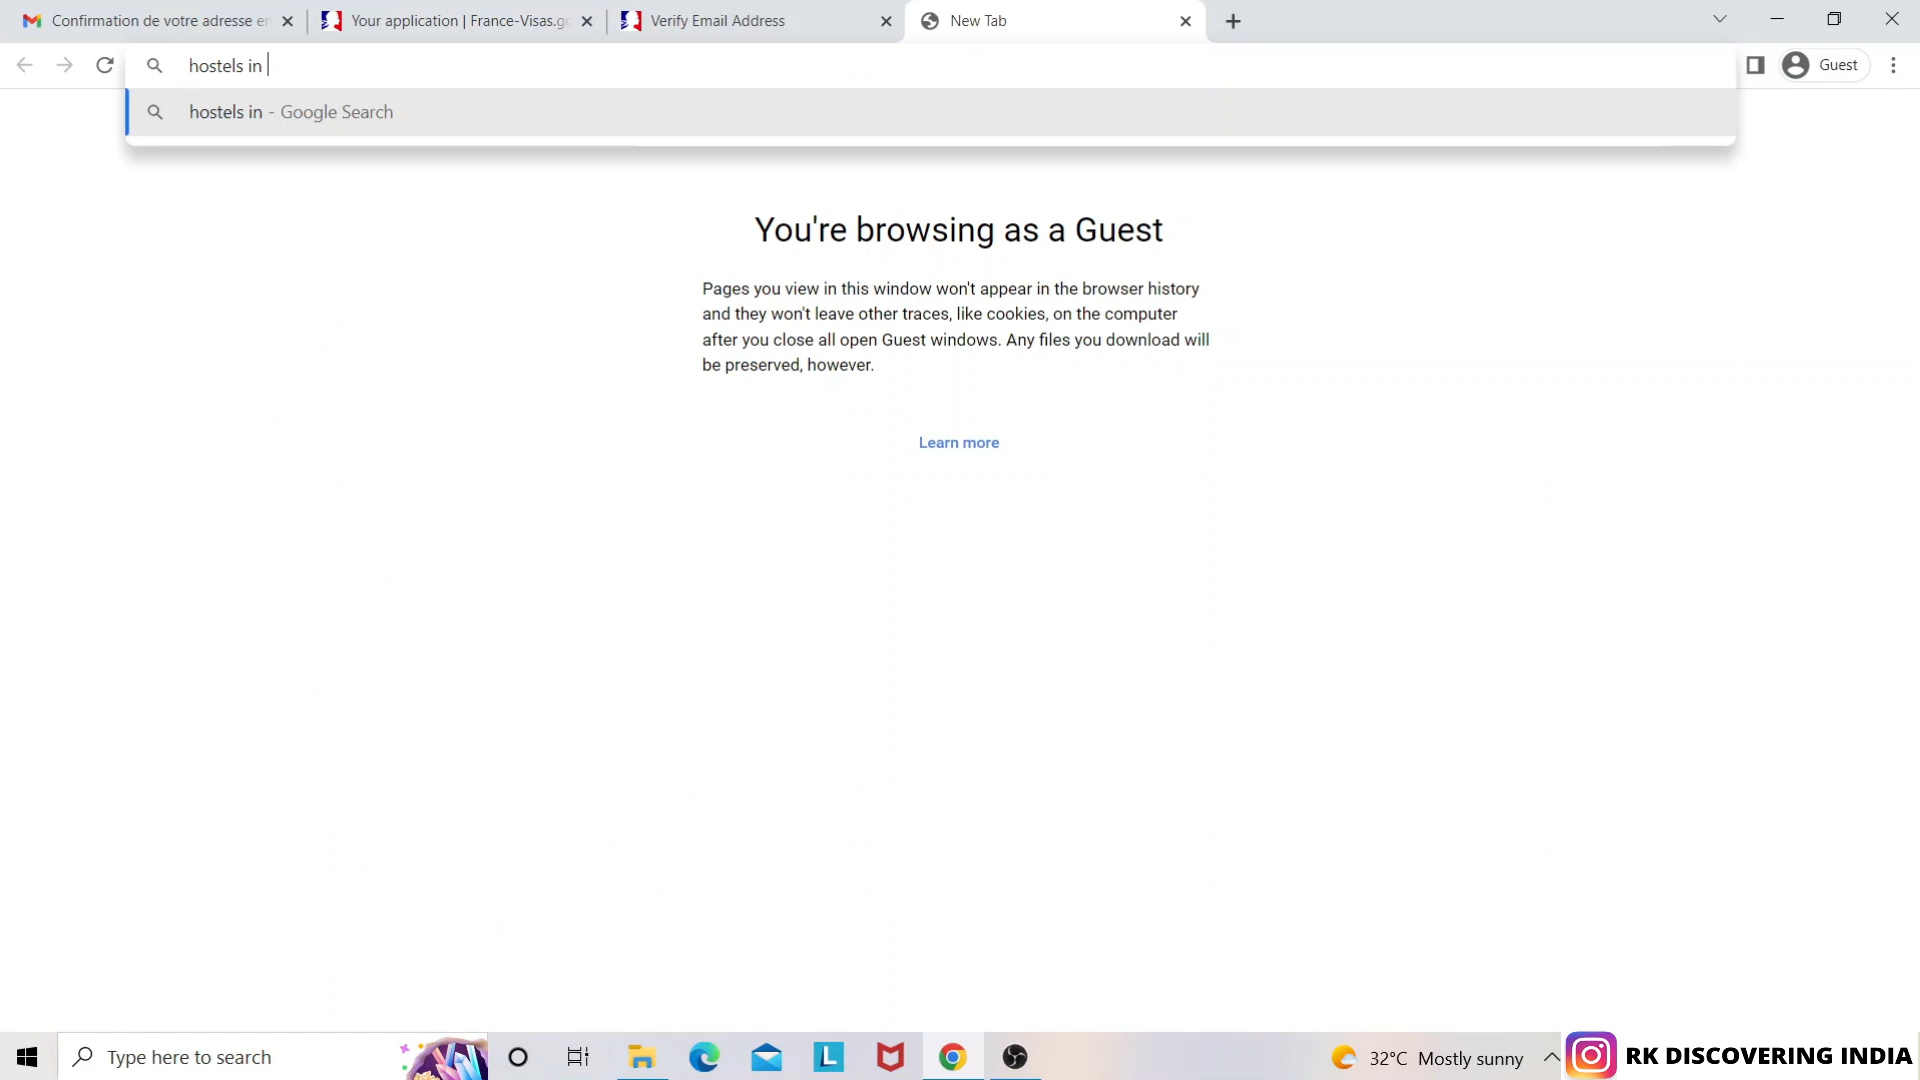 Confirmation de votre adresse en
Your application | France-Visas.go
Verify Email Address
New Tab
hostels in
Guest
hostels in - Google Search
You're browsing as a Guest
Pages you view in this window won't appear in the browser history
and they won't leave other traces, like cookies, on the computer
after you close all open Guest windows. Any files you download will
be preserved, however.
Learn more
Type here to search
L
32°C Mostly sunny
RK DISCOVERING INDIA